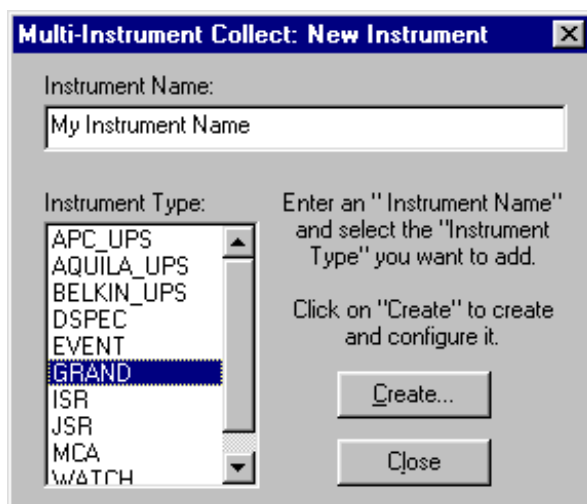 Multi-Instrument Collect: New Instrument
Instrument Name:
My Instrument Name
Instrument Type:
APC_UPS
AQUILA_UPS
BELKIN_UPS
DSPEC
EVENT
GRAND
ISR
JSR
MCA
WATCH
Enter an " Instrument Name"
and select the "Instrument
Type" you want to add.
Click on "Create" to create
and configure it.
Create...
Close